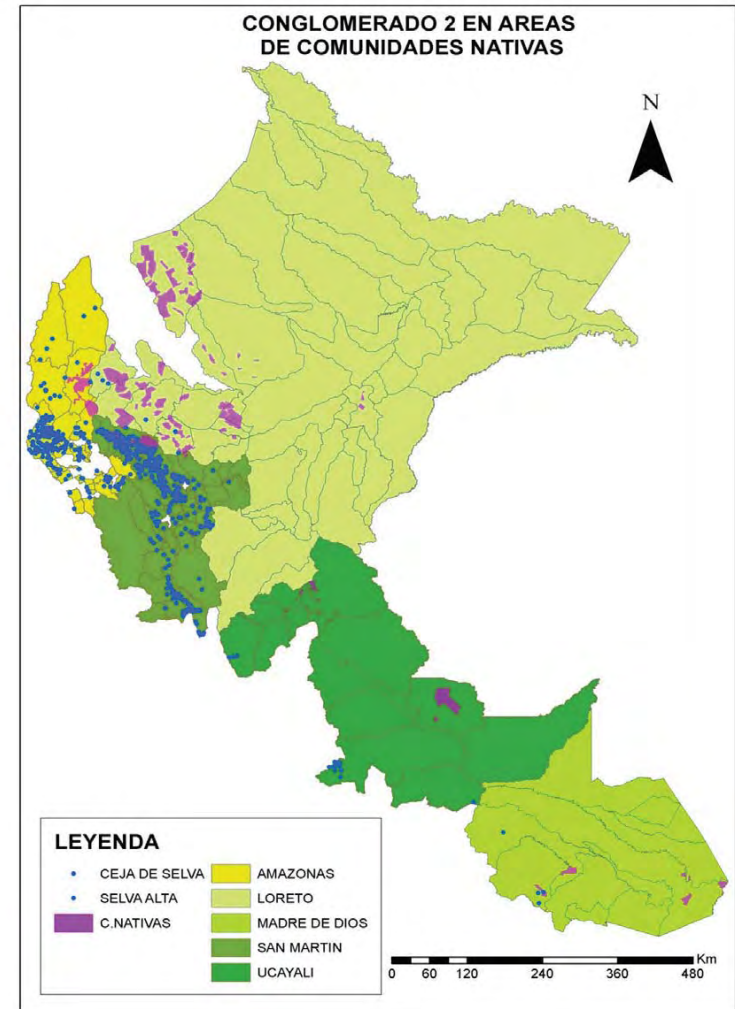 CONGLOMERADO 2 EN AREAS
DE COMUNIDADES NATIVAS
N
LEYENDA
CEJA DE SELVA
SELVA ALTA
C.NATIVAS
AMAZONAS
LORETO
MADRE DE DIOS
SAN MARTIN
UCAYALI
Km
0 60 120 240 360 480